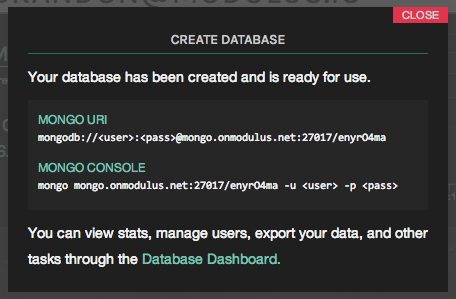 CLOSE
CREATE DATABASE
Your database has been created and is ready for use.
MONGO URI
mongodb://<user>:<pass>@mongo.onmodulus.net:27017/enyrO4ma
MONGO CONSOLE
mongo mongo.onmodulus.net:27017/enyrO4ma -u <user> -p <pass>
You can view stats, manage users, export your data, and other
tasks through the Database Dashboard.